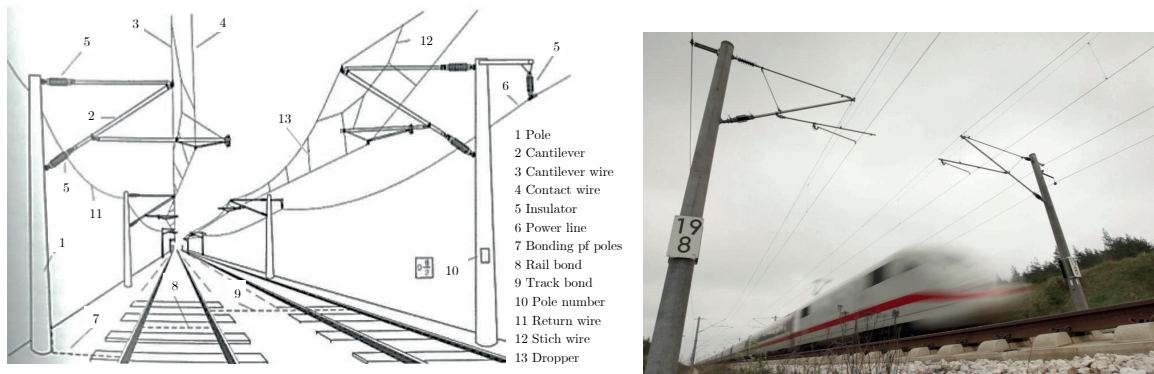 3
4
5
12
5
6
2
13
1 Pole
2 Cantilever
3 Cantilever wire
4 Contact wire
5 Insulator
6 Power line
7 Bonding pf poles
8 Rail bond
9 Track bond
10 Pole number
11 Return wire
12 Stich wire
13 Dropper
5
11
1
10
8
9
7
19
8